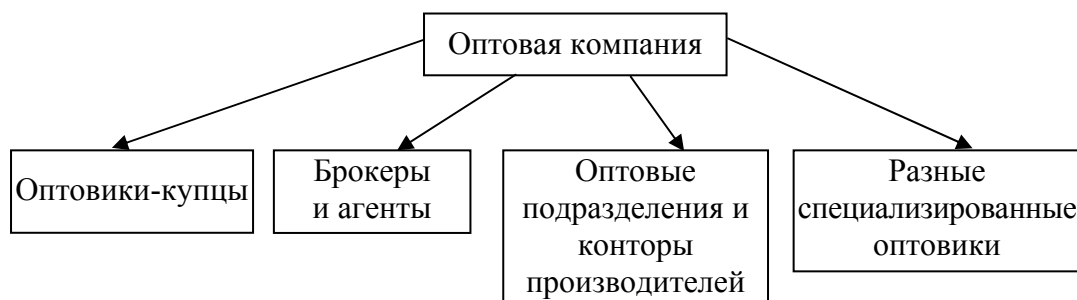 Оптовая компания
Оптовики-купцы
Брокеры
и агенты
Оптовые
подразделения и
конторы
производителей
Разные
специализированные
оптовики